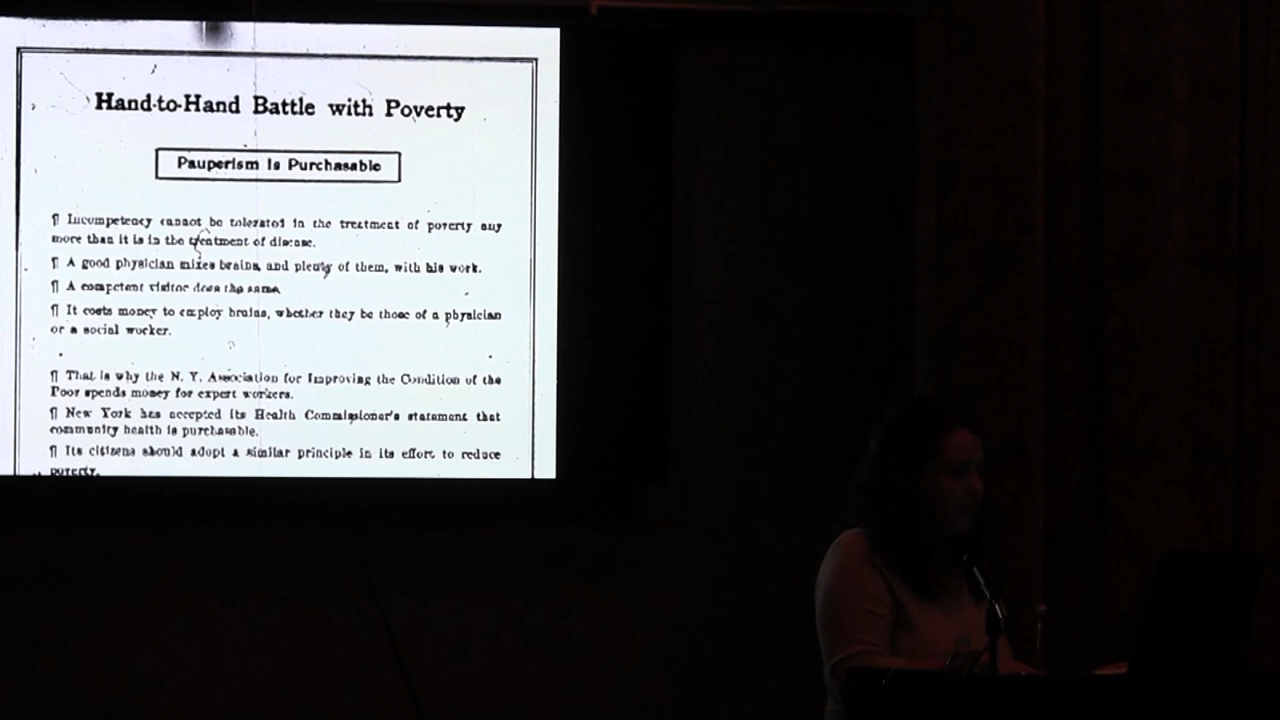 Hand-to-Hand Battle with Poverty
Pauperism Is Purchasable
¶ Incompetency cannot be tolerated in the treatment of poverty any
more than it is in the treatment of disease.
¶ A good physician mixes brains, and plenty of them, with his work.
¶ A competent visitor does the same.
¶ It costs money to employ brains, whether they be those of a physician
or a social worker.
¶ That is why the N. Y. Association for Improving the Condition of the
Poor spends money for expert workers.
¶ New York has accepted its Health Commissioner's statement that
community health is purchasable.
¶ Its citizens should adopt a similar principle in its effort to reduce
poverty.